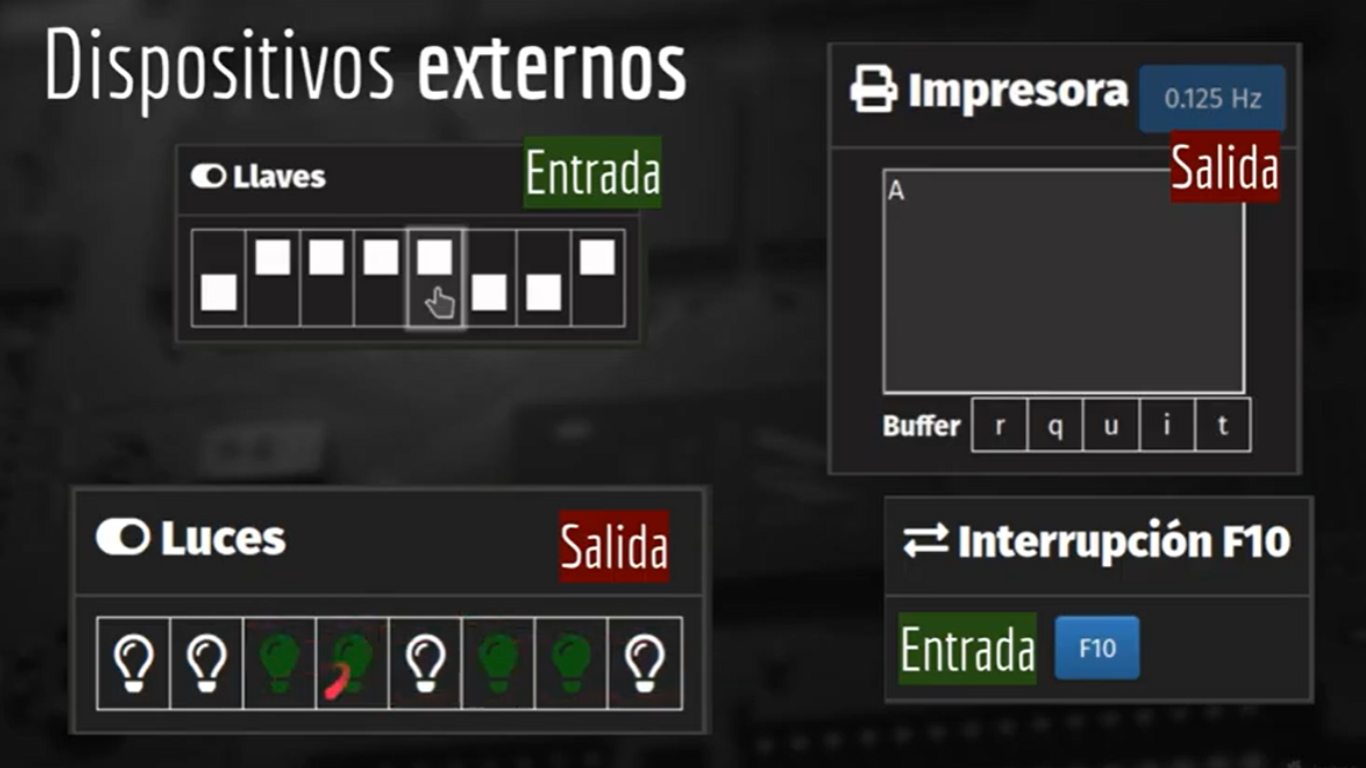 Dispositivos externos
Llaves
Entrada
Impresora
0.125 Hz
Salida
A
Buffer r q u i t
Luces
Salida
Interrupción F10
Entrada
F10